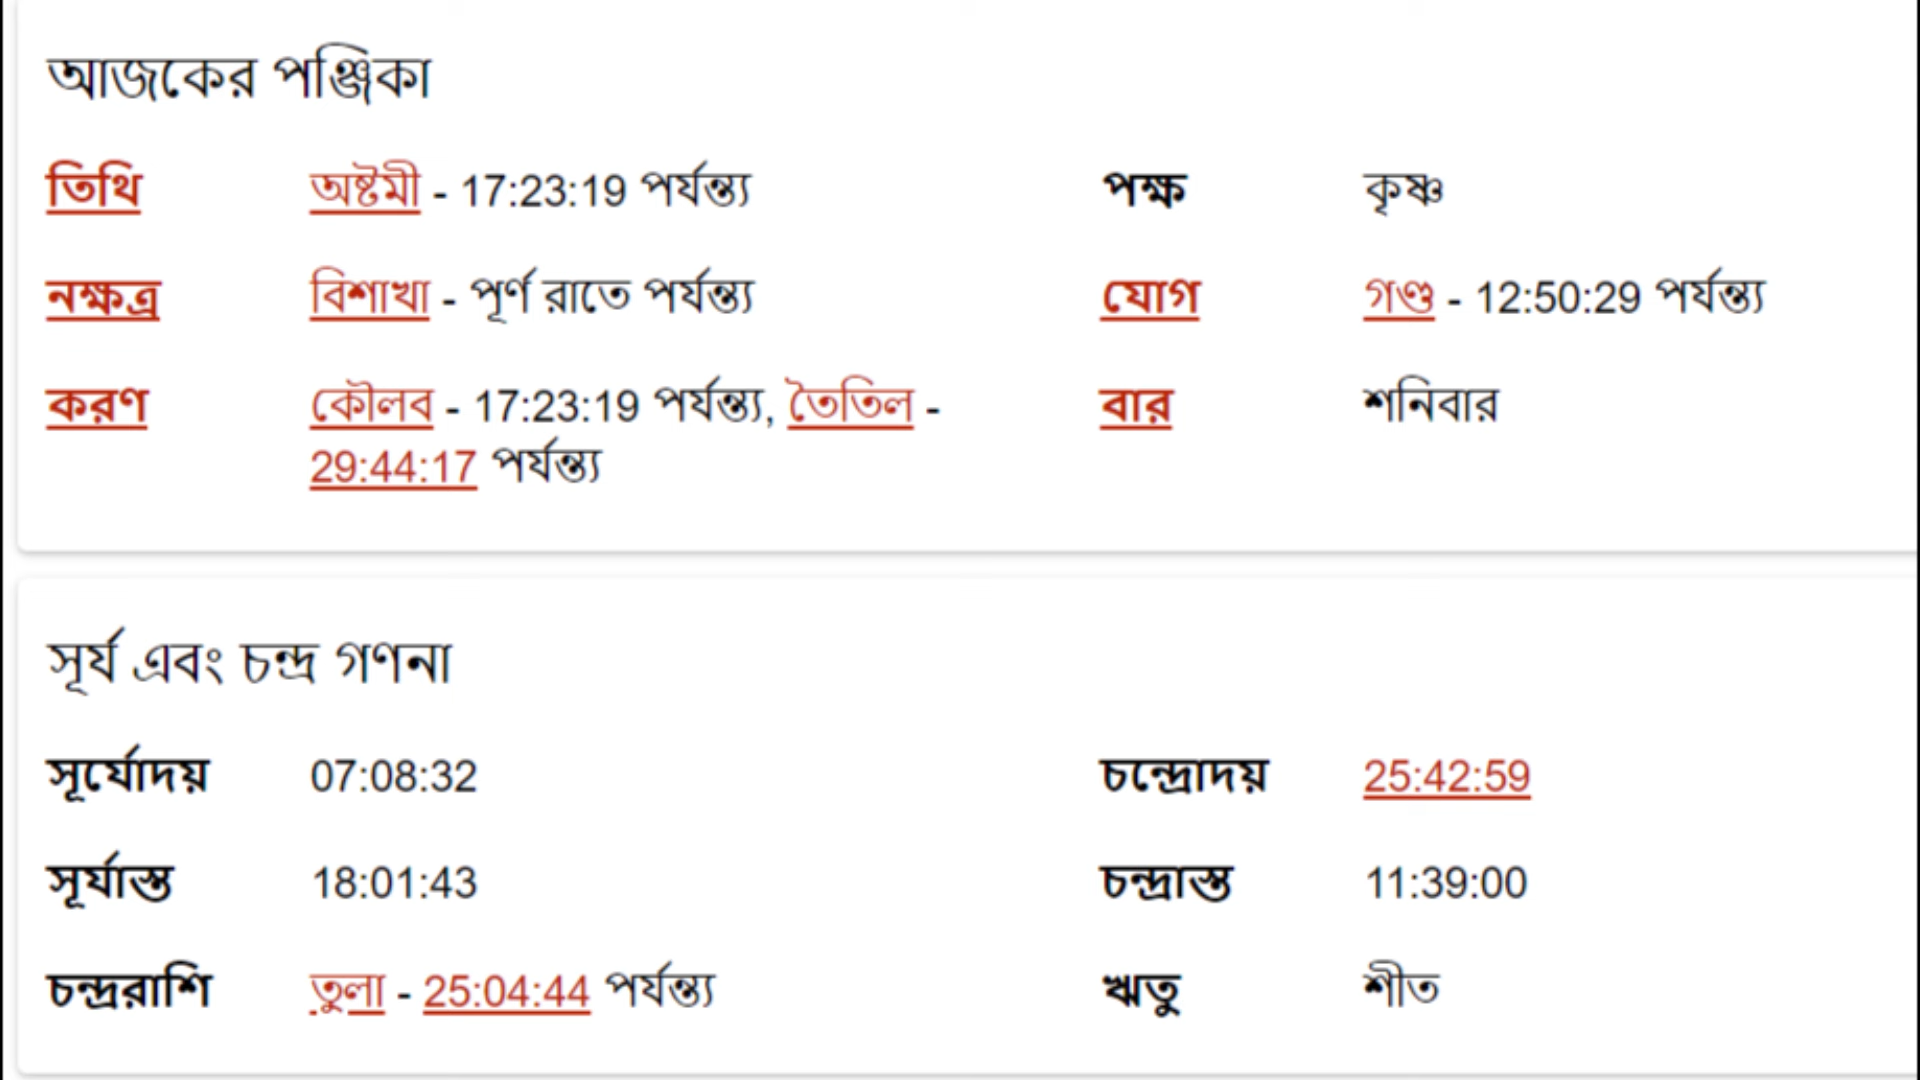 আজকের পঞ্জিকা
তিথি অষ্টমী - 17:23:19 পর্যন্ত্য পক্ষ কৃষ্ণ
নক্ষত্র বিশাখা - পূর্ণ রাতে পর্যন্ত্য যোগ গণ্ড - 12:50:29 পর্যন্ত্য
করণ কৌলব - 17:23:19 পর্যন্ত্য, তৈতিল - বার শনিবার
29:44:17 পর্যন্ত্য
সূর্য এবং চন্দ্র গণনা
সূর্যোদয় 07:08:32 চন্দ্রোদয় 25:42:59
সূর্যাস্ত 18:01:43 চন্দ্রাস্ত 11:39:00
চন্দ্ররাশি তুলা - 25:04:44 পর্যন্ত্য ঋতু শীত